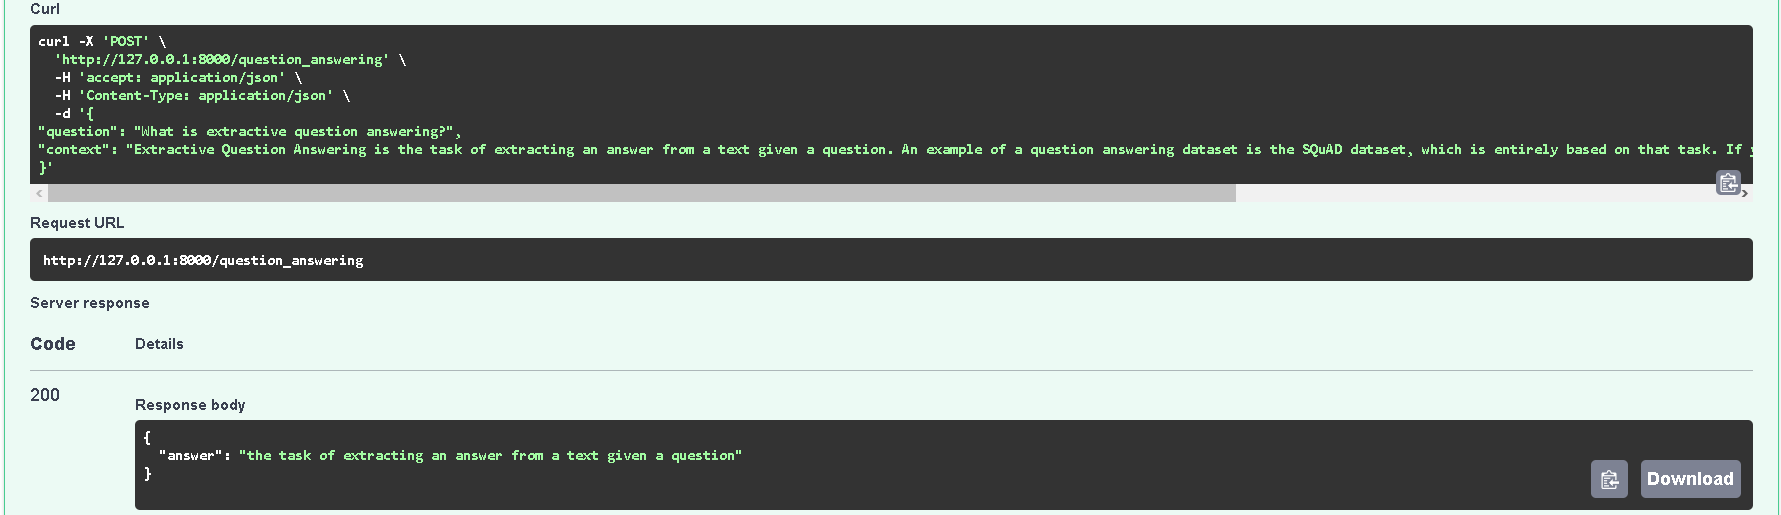 Curl
curl -X 'POST' \
'http://127.0.0.1:8000/question_answering' \
-H 'accept: application/json' \
-H 'Content-Type: application/json' \
-d '{
"question": "What is extractive question answering?",
"context": "Extractive Question Answering is the task of extracting an answer from a text given a question. An example of a question answering dataset is the SQuAD dataset, which is entirely based on that task. If
}'
Request URL
http://127.0.0.1:8000/question_answering
Server response
Code Details
200
Response body
{
"answer": "the task of extracting an answer from a text given a question"
}
Download